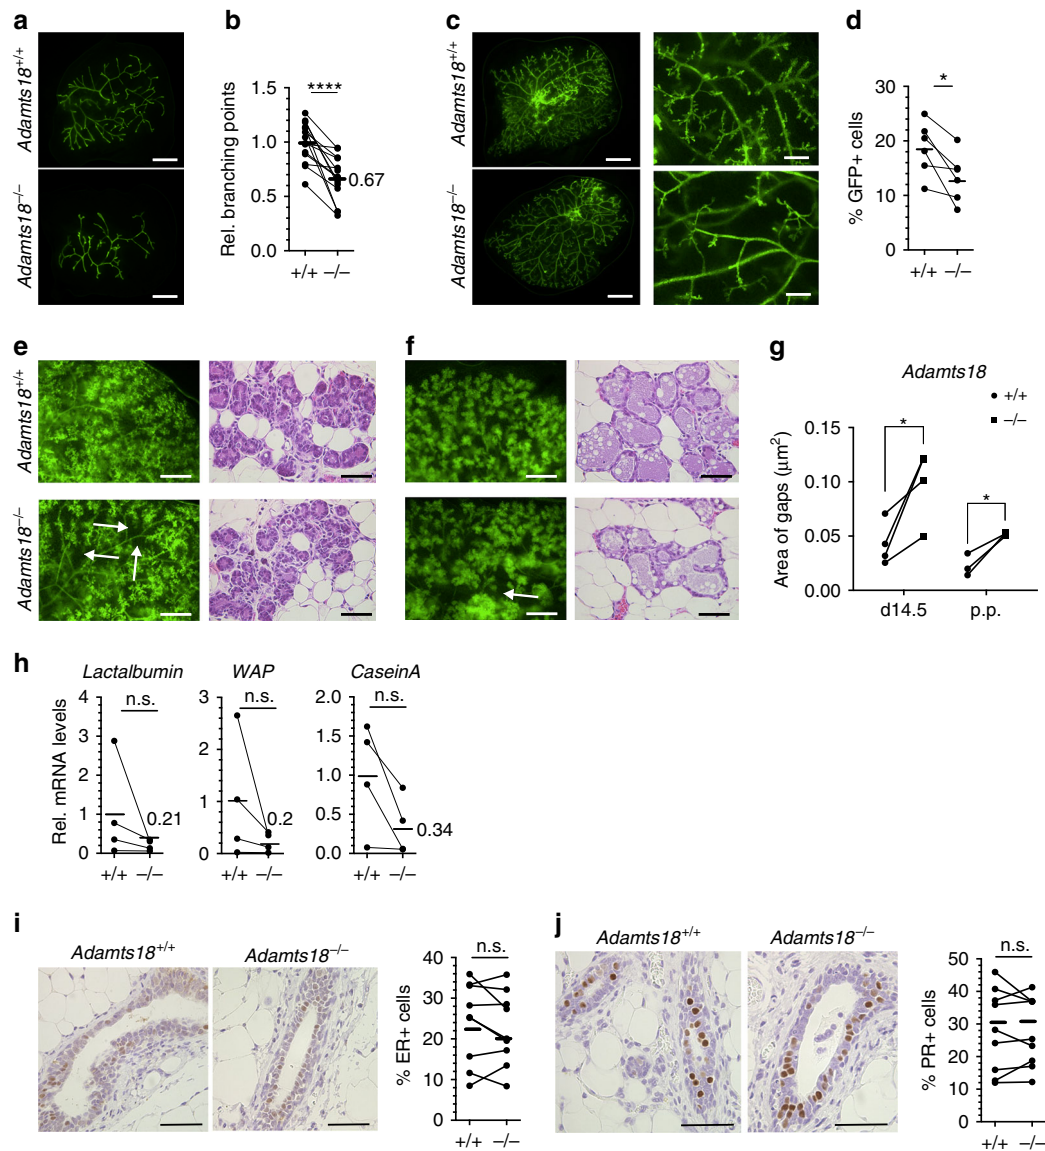 a
b
c
d
Adamts18+/+
Adamts18−/−
Rel. branching points
1.5
1.0
0.5
0.0
****
0.67
+/+ −/−
Adamts18+/+
Adamts18−/−
% GFP+ cells
30
20
10
0
*
+/+ −/−
e
f
g
Adamts18+/+
Adamts18−/−
Adamts18
+/+
−/−
Area of gaps (μm2)
0.15
0.10
0.05
0.00
*
*
d14.5
p.p.
h
Lactalbumin
WAP
CaseinA
Rel. mRNA levels
n.s.
4
3
2
1
0
0.21
+/+ −/−
n.s.
3
2
1
0
0.2
+/+ −/−
n.s.
2.0
1.5
1.0
0.5
0.0
0.34
+/+ −/−
i
Adamts18+/+
Adamts18−/−
% ER+ cells
n.s.
40
30
20
10
0
+/+ −/−
j
Adamts18+/+
Adamts18−/−
% PR+ cells
n.s.
50
40
30
20
10
0
+/+ −/−